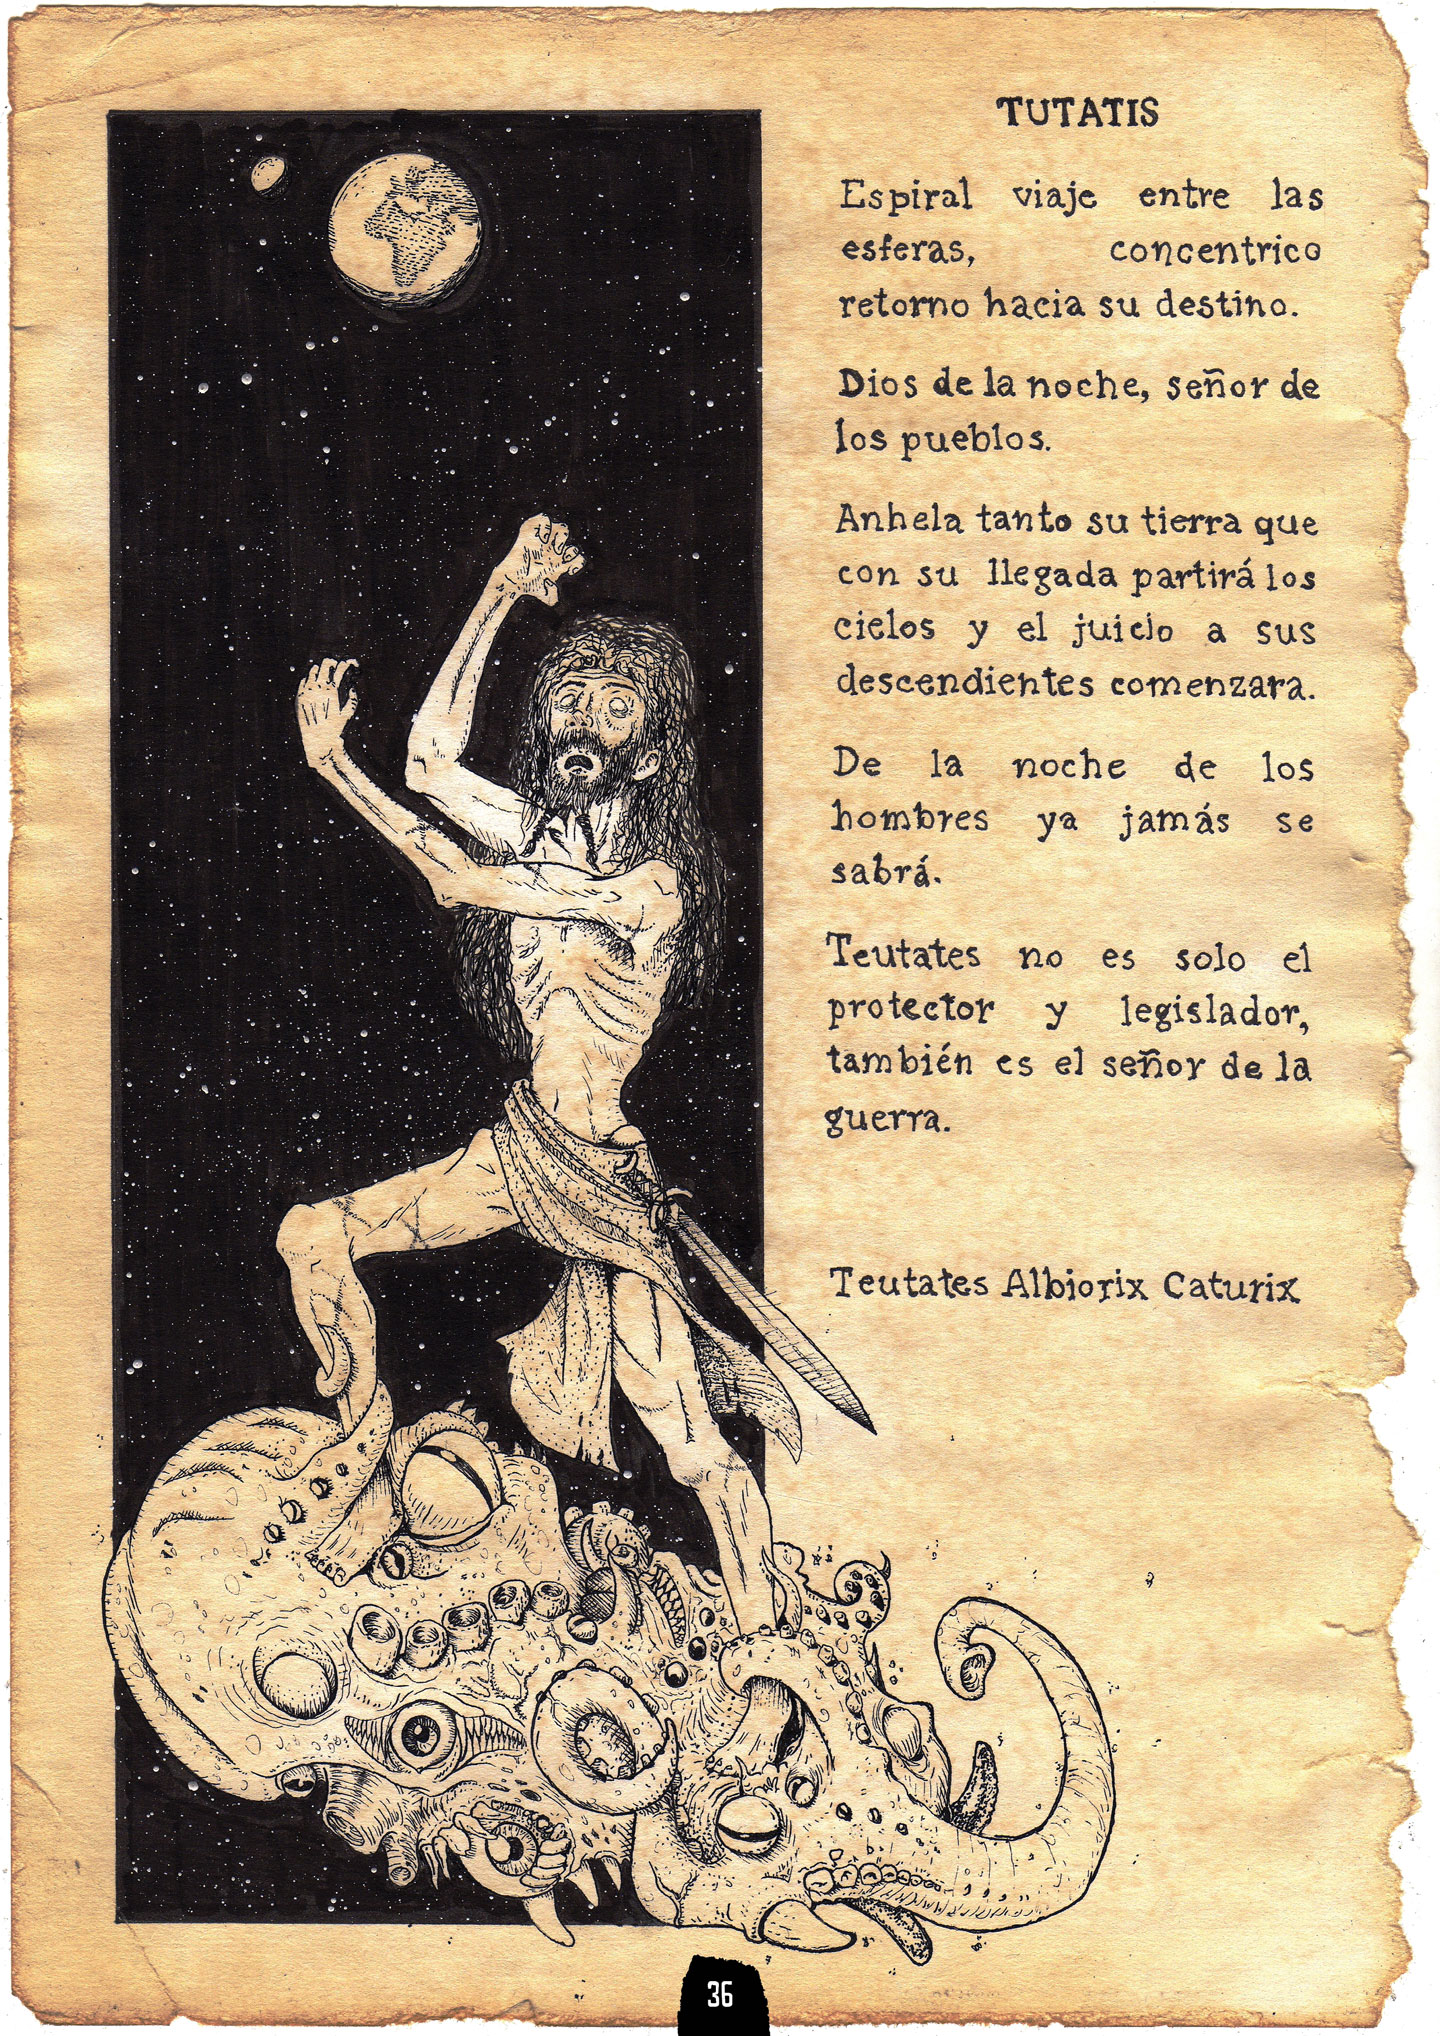 TUTATIS
Espiral viaje entre las
esferas, concentrico
retorno hacia su destino.
Dios de la noche, señor de
los pueblos.
Anhela tanto su tierra que
con su llegada partirá los
cielos y el juicio a sus
descendientes comenzara.
De la noche de los
hombres ya jamás se
sabrá.
Teutates no es solo el
protector y legislador,
también es el señor de la
guerra.
Teutates Albiorix Caturix
36